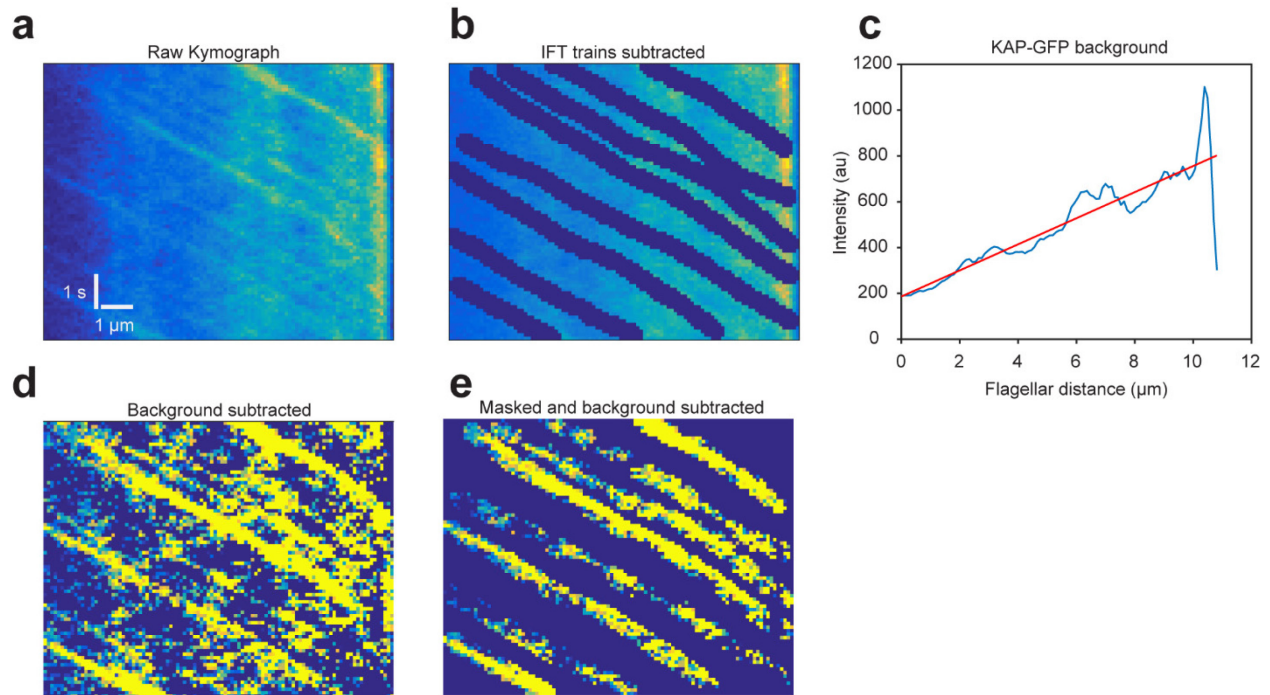 a
Raw Kymograph
1 s
1 µm
b
IFT trains subtracted
c
KAP-GFP background
1200
1000
800
600
400
200
0
Intensity (au)
0 2 4 6 8 10 12
Flagellar distance (µm)
d
Background subtracted
e
Masked and background subtracted